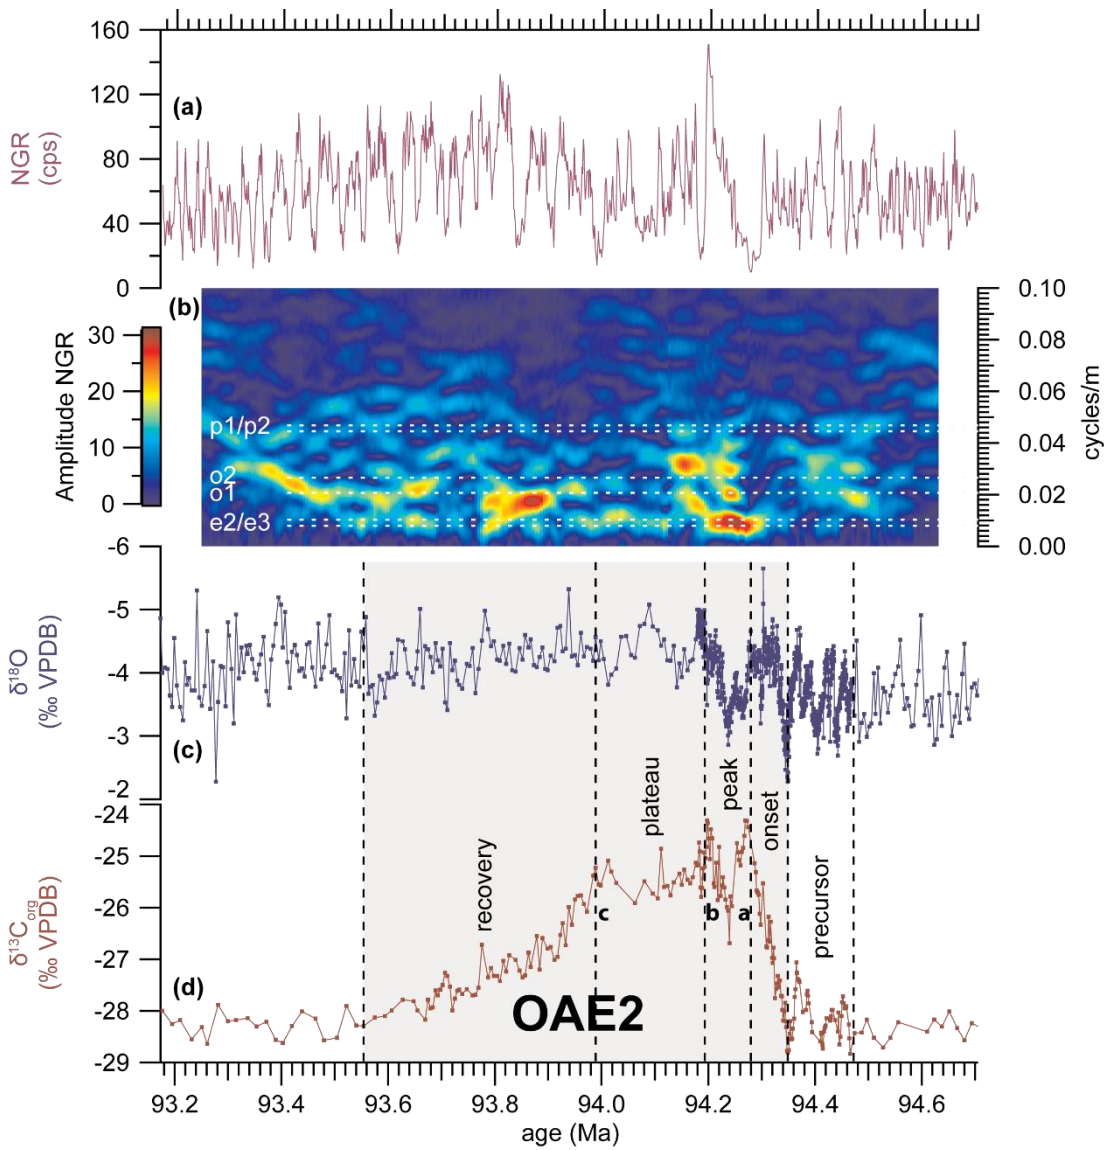 160
120
80
40
0
NGR
(cps)
(a)
(b)
30
20
10
0
Amplitude NGR
p1/p2
o2
o1
e2/e3
0.10
0.08
0.06
0.04
0.02
0.00
cycles/m
-6
-5
-4
-3
-2
δ18O
(‰ VPDB)
(c)
-24
-25
-26
-27
-28
-29
δ13Corg
(‰ VPDB)
(d)
recovery
plateau
peak
onset
precursor
c
b
a
OAE2
93.2
93.4
93.6
93.8
94.0
94.2
94.4
94.6
age (Ma)